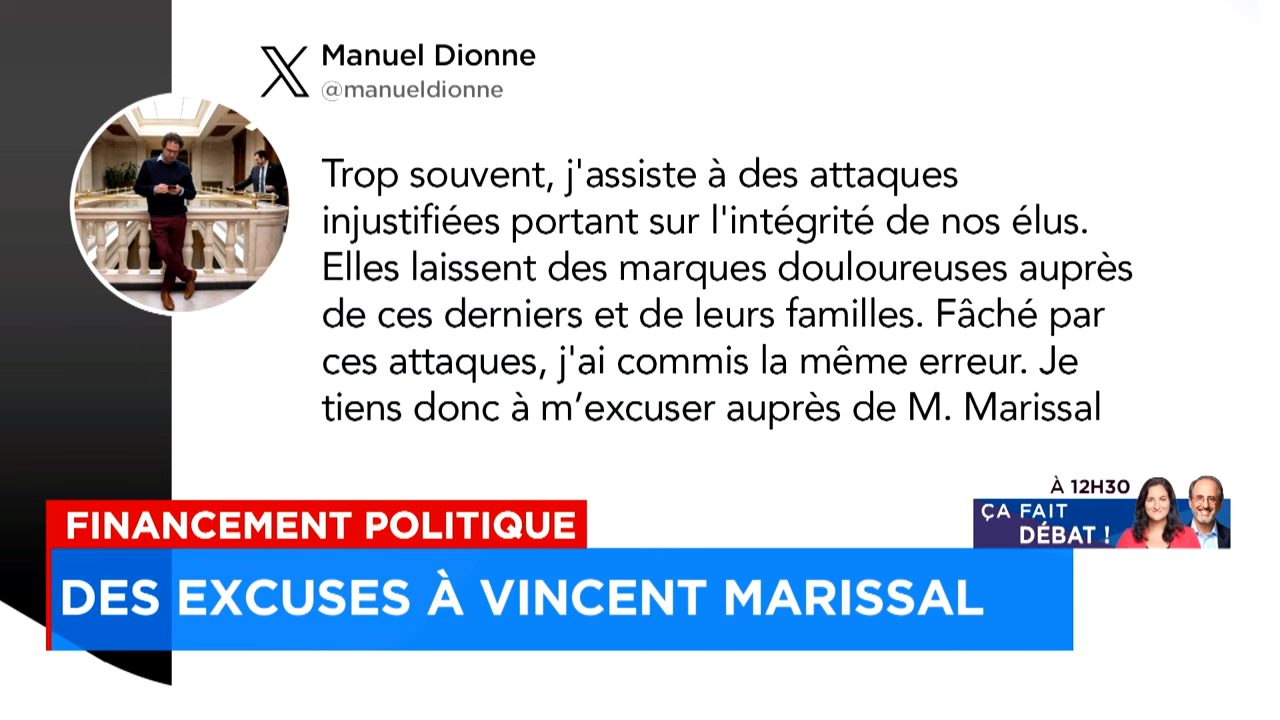 Manuel Dionne
@manueldionne
Trop souvent, j'assiste à des attaques
injustifiées portant sur l'intégrité de nos élus.
Elles laissent des marques douloureuses auprès
de ces derniers et de leurs familles. Fâché par
ces attaques, j'ai commis la même erreur. Je
tiens donc à m’excuser auprès de M. Marissal
À 12H30
ÇA FAIT
DÉBAT !
FINANCEMENT POLITIQUE
DES EXCUSES À VINCENT MARISSAL